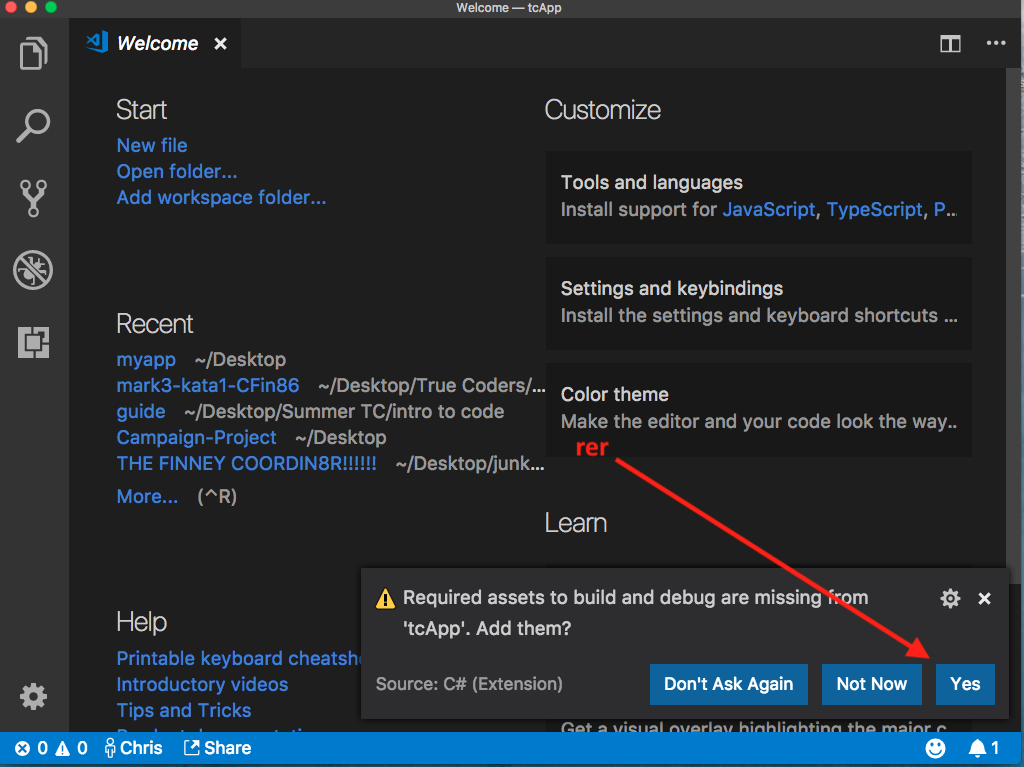 Welcome — tcApp
Welcome
Start
New file
Open folder...
Add workspace folder...
Recent
myapp ~/Desktop
mark3-kata1-CFin86 ~/Desktop/True Coders/...
guide ~/Desktop/Summer TC/intro to code
Campaign-Project ~/Desktop
THE FINNEY COORDIN8R!!!!!! ~/Desktop/junk...
More... (^R)
Help
Printable keyboard cheatshe
Introductory videos
Tips and Tricks
Customize
Tools and languages
Install support for JavaScript, TypeScript, P...
Settings and keybindings
Install the settings and keyboard shortcuts ...
Color theme
Make the editor and your code look the way...
rer
Learn
Required assets to build and debug are missing from
'tcApp'. Add them?
Source: C# (Extension)
Don't Ask Again
Not Now
Yes
Get a visual overlay highlighting the major c
0 0 Chris Share 1